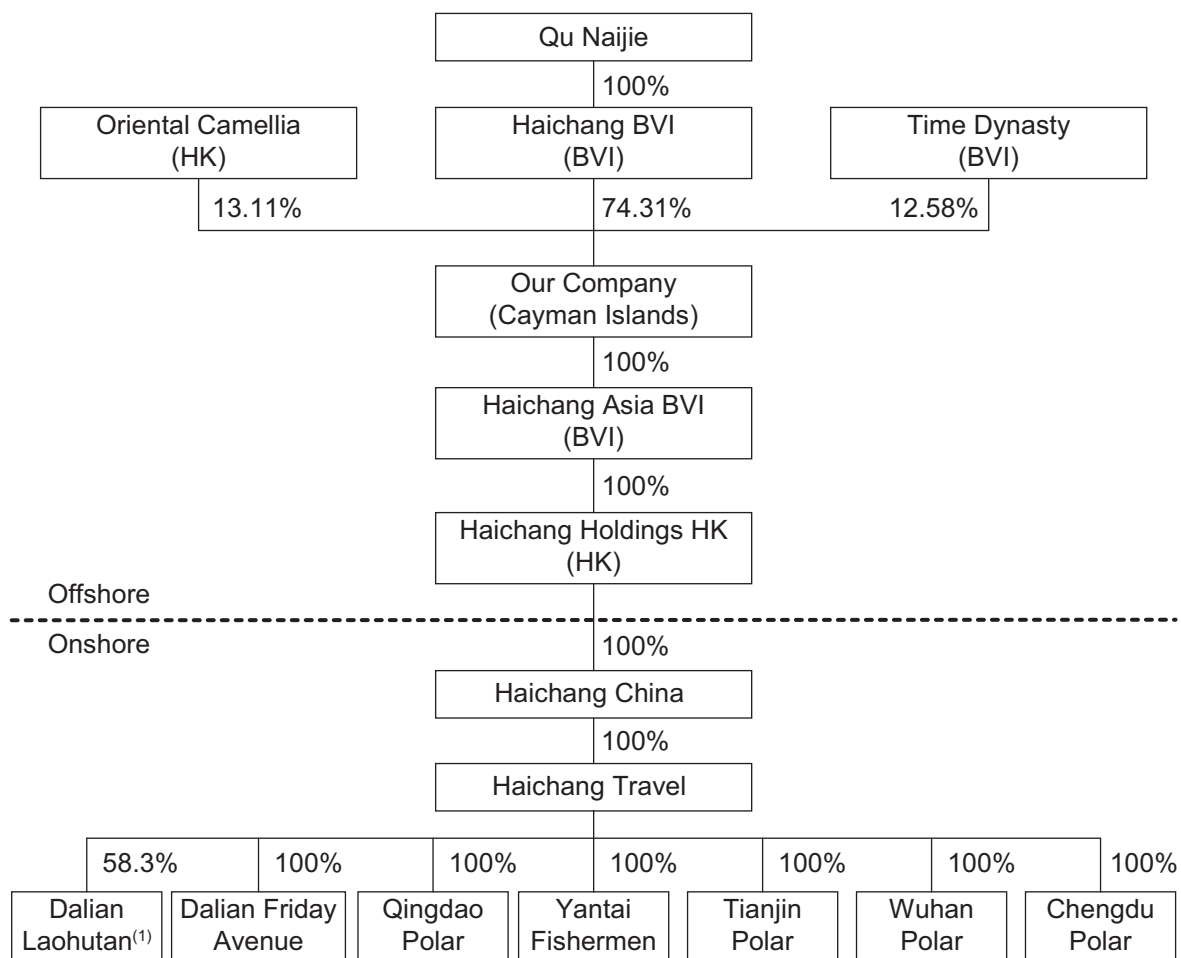 Qu Naijie
100%
Oriental Camellia
(HK)
Haichang BVI
(BVI)
Time Dynasty
(BVI)
13.11%
74.31%
12.58%
Our Company
(Cayman Islands)
100%
Haichang Asia BVI
(BVI)
100%
Haichang Holdings HK
(HK)
Offshore
Onshore
100%
Haichang China
100%
Haichang Travel
58.3%
100%
100%
100%
100%
100%
100%
Dalian
Laohutan(1)
Dalian Friday
Avenue
Qingdao
Polar
Yantai
Fishermen
Tianjin
Polar
Wuhan
Polar
Chengdu
Polar